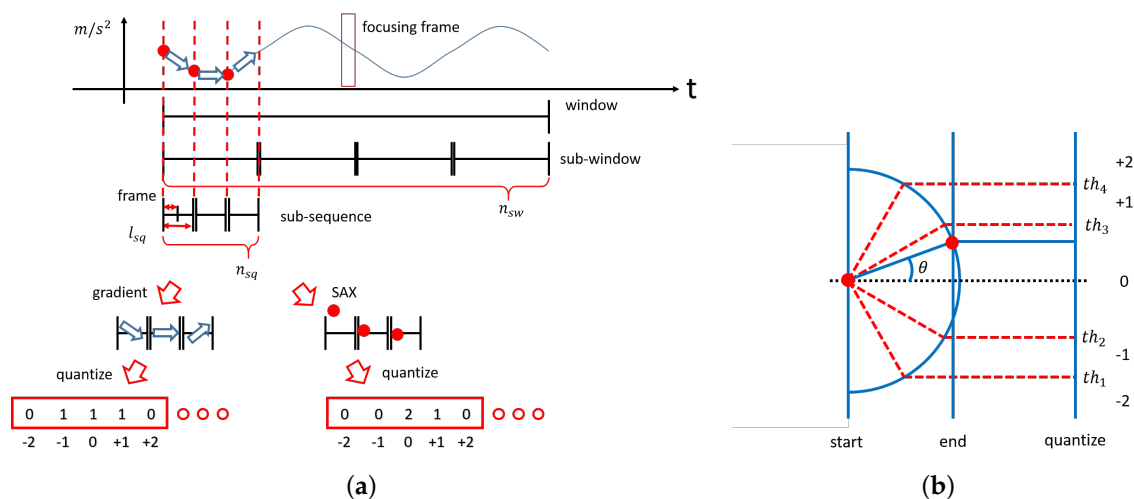 m/s²
focusing frame
t
window
sub-window
n_sw
frame
sub-sequence
l_sq
n_sq
gradient
SAX
quantize
quantize
0 1 1 1 0
0 0 2 1 0
-2 -1 0 +1 +2
-2 -1 0 +1 +2
(a)
+2
th₄
+1
th₃
θ
0
th₂
-1
th₁
-2
start end quantize
(b)